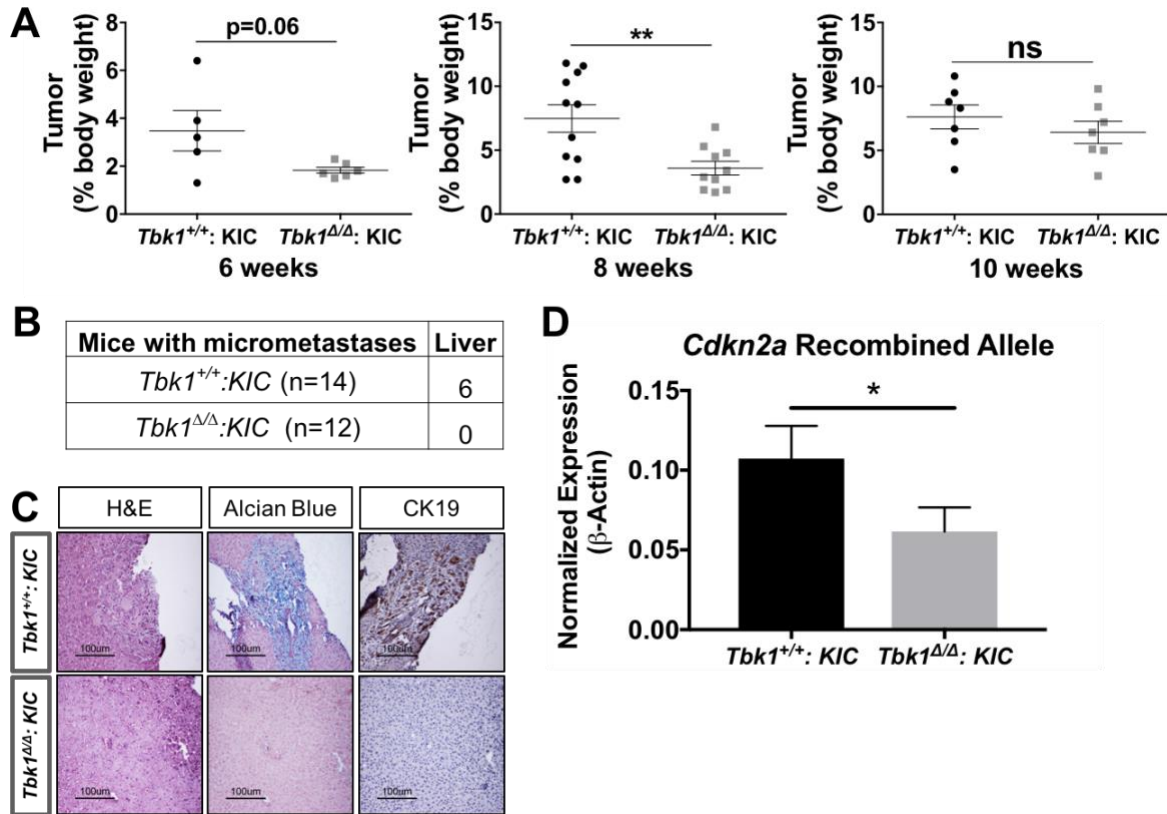 A
Tumor
(% body weight)
8
6
4
2
0
p=0.06
Tbk1+/+: KIC
TbkΔ/Δ: KIC
6 weeks
Tumor
(% body weight)
15
10
5
0
**
Tbk1+/+: KIC
Tbk1Δ/Δ: KIC
8 weeks
Tumor
(% body weight)
15
10
5
0
ns
Tbk1+/+: KIC
Tbk1Δ/Δ: KIC
10 weeks
B
Mice with micrometastases Liver
Tbk1+/+:KIC (n=14) 6
Tbk1Δ/Δ:KIC (n=12) 0
C
H&E Alcian Blue CK19
Tbk1+/+: KIC
100um 100um 100um
Tbk1Δ/Δ: KIC
100um 100um 100um
D
Cdkn2a Recombined Allele
Normalized Expression
(β-Actin)
0.15
0.10
0.05
0.00
*
Tbk1+/+: KIC
Tbk1Δ/Δ: KIC